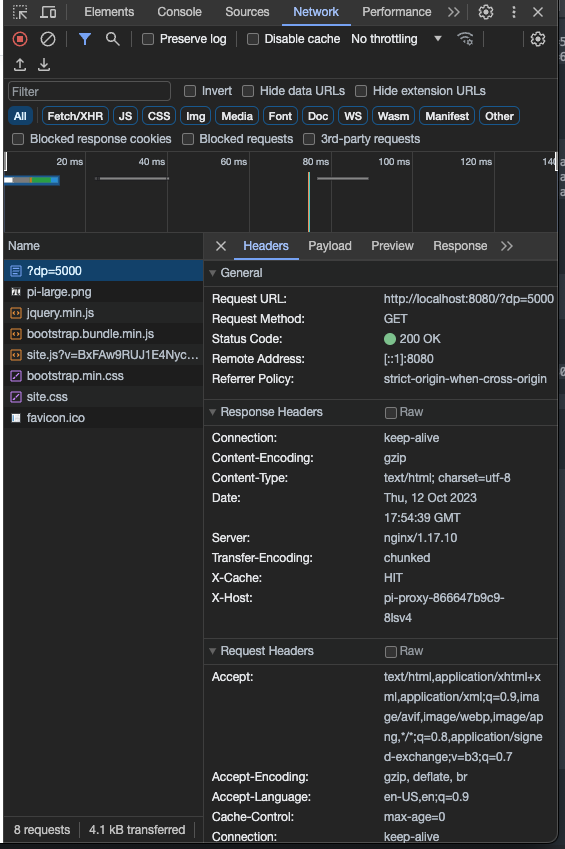 Elements Console Sources Network Performance
Preserve log Disable cache No throttling
Filter Invert Hide data URLs Hide extension URLs
All Fetch/XHR JS CSS Img Media Font Doc WS Wasm Manifest Other
Blocked response cookies Blocked requests 3rd-party requests
20 ms 40 ms 60 ms 80 ms 100 ms 120 ms 140
Name Headers Payload Preview Response
?dp=5000
pi-large.png
jquery.min.js
bootstrap.bundle.min.js
site.js?v=BxFAw9RUJ1E4Nyc...
bootstrap.min.css
site.css
favicon.ico
General
Request URL: http://localhost:8080/?dp=5000
Request Method: GET
Status Code: 200 OK
Remote Address: [::1]:8080
Referrer Policy: strict-origin-when-cross-origin
Response Headers Raw
Connection: keep-alive
Content-Encoding: gzip
Content-Type: text/html; charset=utf-8
Date: Thu, 12 Oct 2023
17:54:39 GMT
Server: nginx/1.17.10
Transfer-Encoding: chunked
X-Cache: HIT
X-Host: pi-proxy-866647b9c9-
8lsv4
Request Headers Raw
Accept: text/html,application/xhtml+x
ml,application/xml;q=0.9,ima
ge/avif,image/webp,image/ap
ng,*/*;q=0.8,application/signe
d-exchange;v=b3;q=0.7
Accept-Encoding: gzip, deflate, br
Accept-Language: en-US,en;q=0.9
Cache-Control: max-age=0
Connection: keep-alive
8 requests 4.1 kB transferred